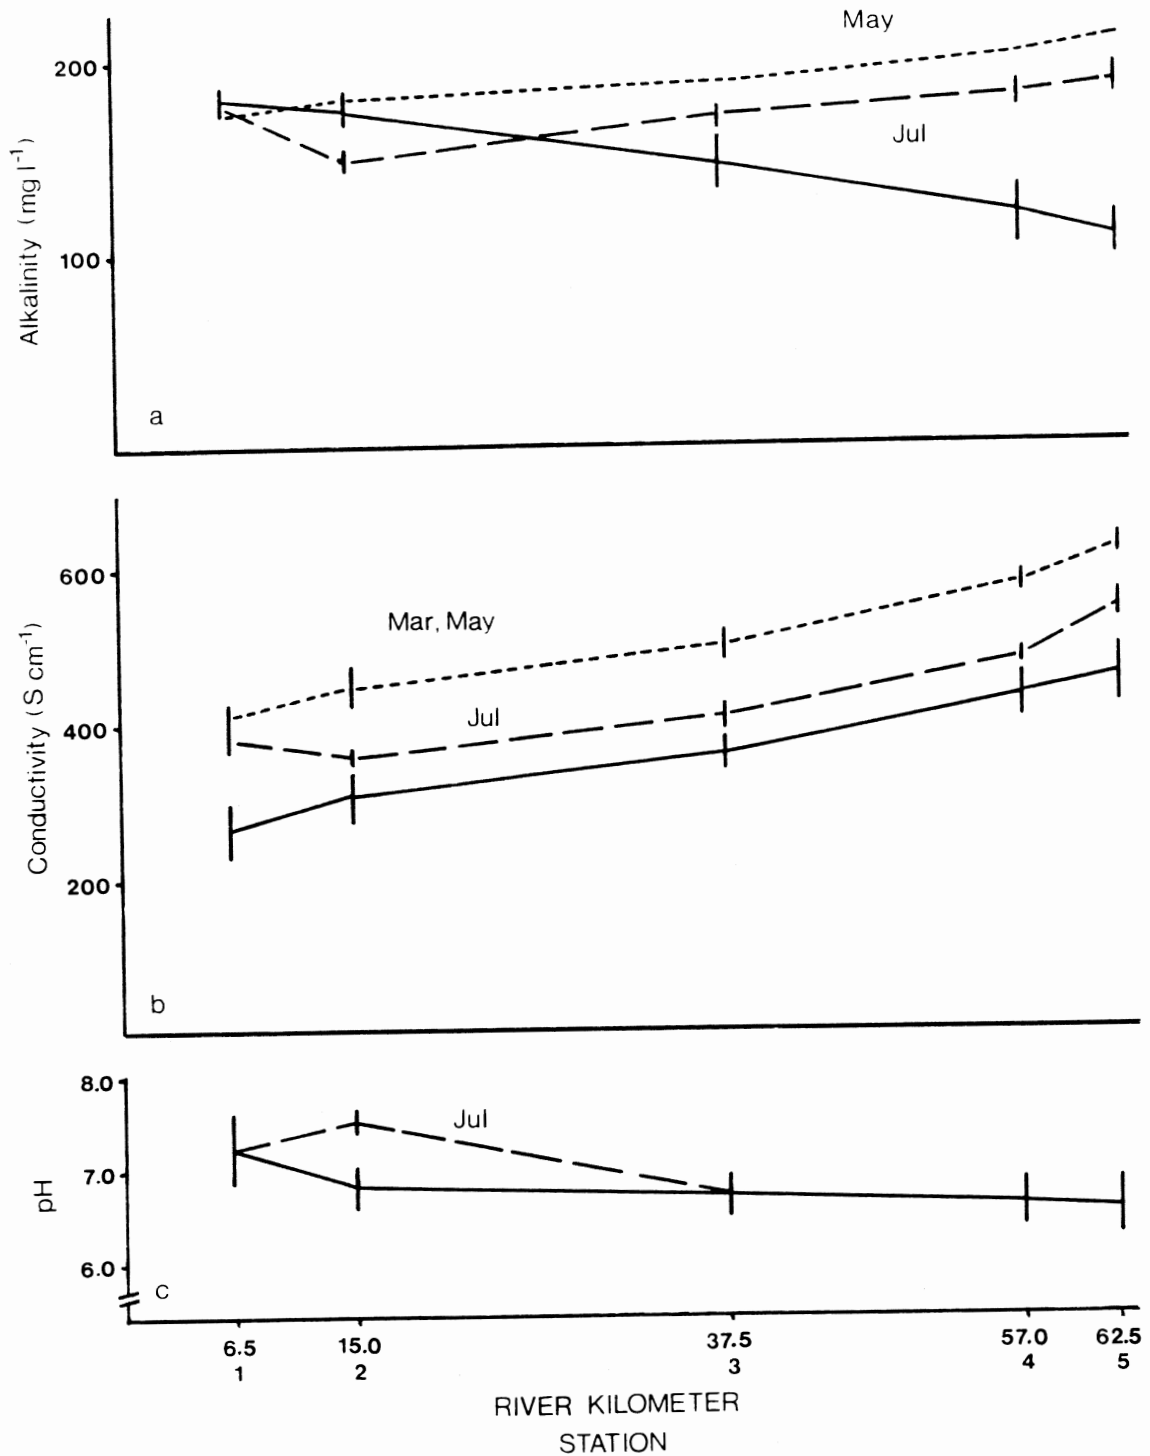 May
200
Jul
Alkalinity (mg l-1)
100
a
600
Mar, May
Jul
Conductivity (S cm-1)
400
200
b
8.0
Jul
7.0
pH
6.0
c
6.5 15.0 37.5 57.0 62.5
1 2 3 4 5
RIVER KILOMETER
STATION